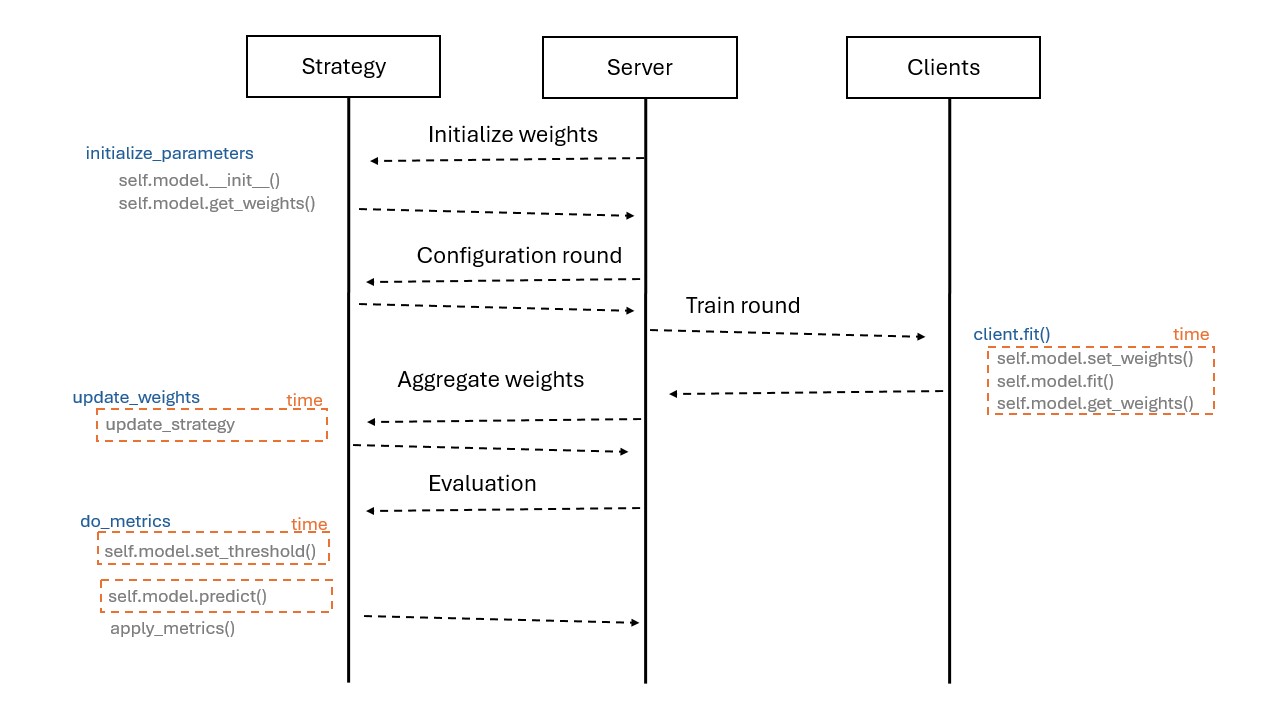 Strategy
Server
Clients
Initialize weights
initialize_parameters
self.model.__init__()
self.model.get_weights()
Configuration round
Train round
client.fit()
time
self.model.set_weights()
self.model.fit()
self.model.get_weights()
Aggregate weights
update_weights
time
update_strategy
Evaluation
do_metrics
time
self.model.set_threshold()
self.model.predict()
apply_metrics()